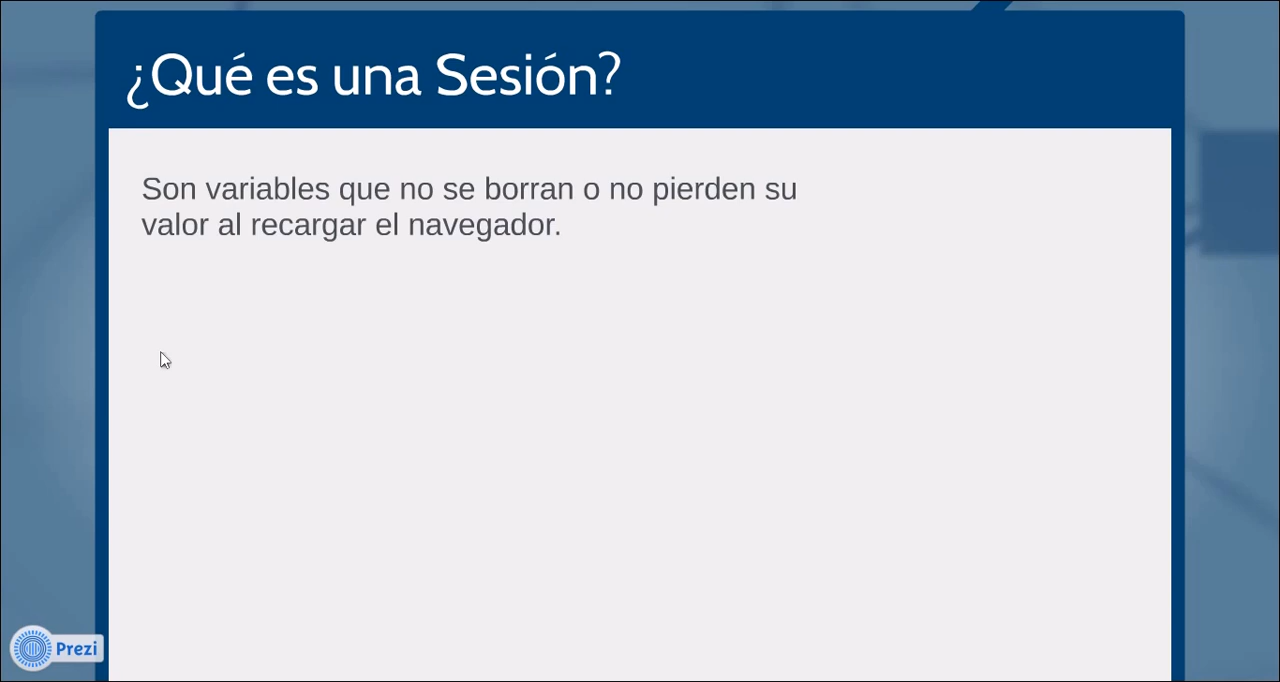 ¿Qué es una Sesión?
Son variables que no se borran o no pierden su
valor al recargar el navegador.
Prezi